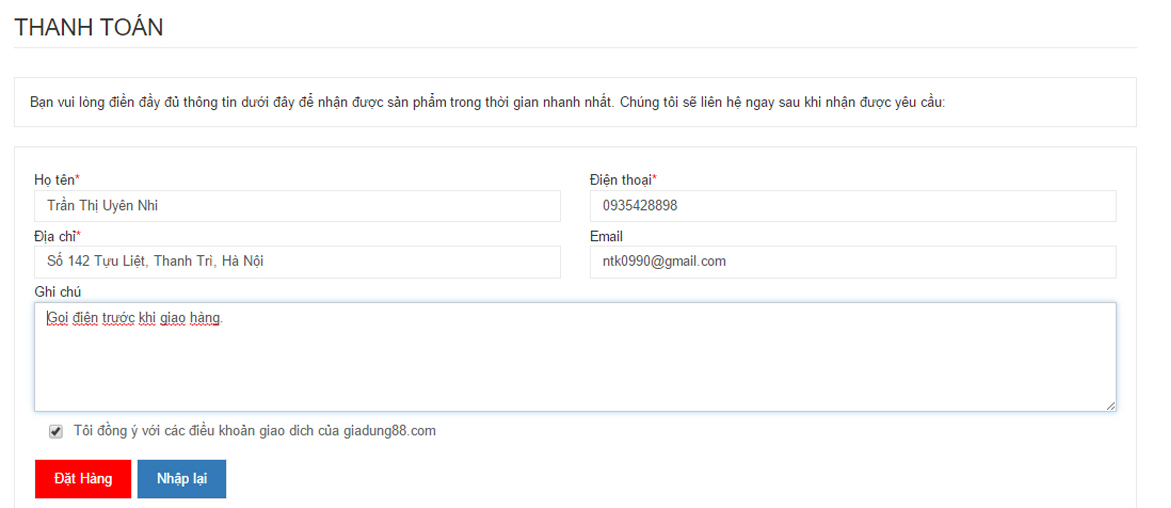 THANH TOÁN
Bạn vui lòng điền đầy đủ thông tin dưới đây để nhận được sản phẩm trong thời gian nhanh nhất. Chúng tôi sẽ liên hệ ngay sau khi nhận được yêu cầu:
Họ tên*
Điện thoại*
Trần Thị Uyên Nhi
0935428898
Địa chỉ*
Email
Số 142 Tựu Liệt, Thanh Trì, Hà Nội
ntk0990@gmail.com
Ghi chú
Gọi điện trước khi giao hàng.
Tôi đồng ý với các điều khoản giao dich của giadung88.com
Đặt Hàng
Nhập lại